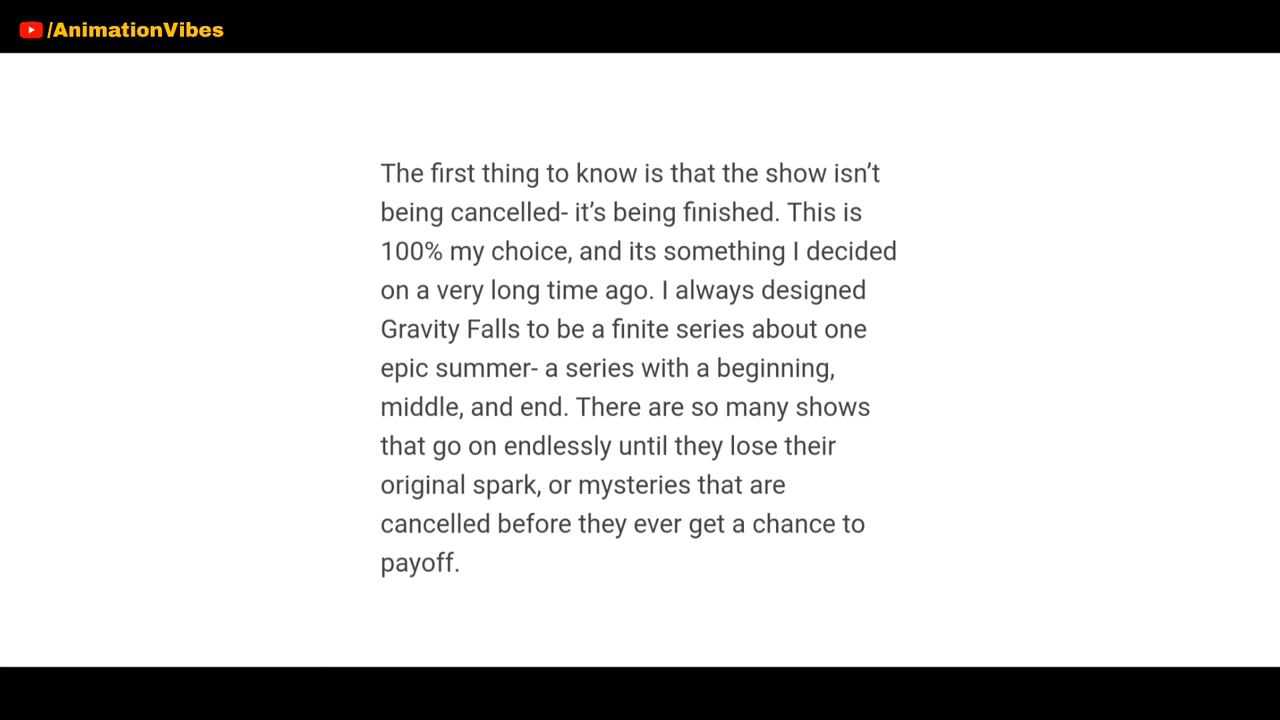 /AnimationVibes
The first thing to know is that the show isn’t
being cancelled- it’s being finished. This is
100% my choice, and its something I decided
on a very long time ago. I always designed
Gravity Falls to be a finite series about one
epic summer- a series with a beginning,
middle, and end. There are so many shows
that go on endlessly until they lose their
original spark, or mysteries that are
cancelled before they ever get a chance to
payoff.